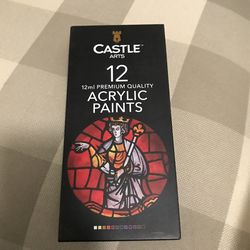 CASTLE
ARTS
12
12ml PREMIUM QUALITY
ACRYLIC
PAINTS